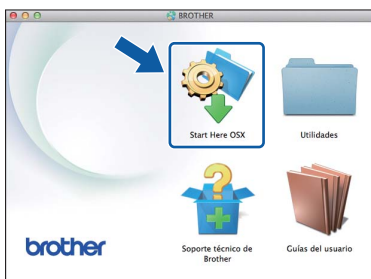 BROTHER
Start Here OSX
Utilidades
Soporte técnico de
Brother
Guías del usuario
brother